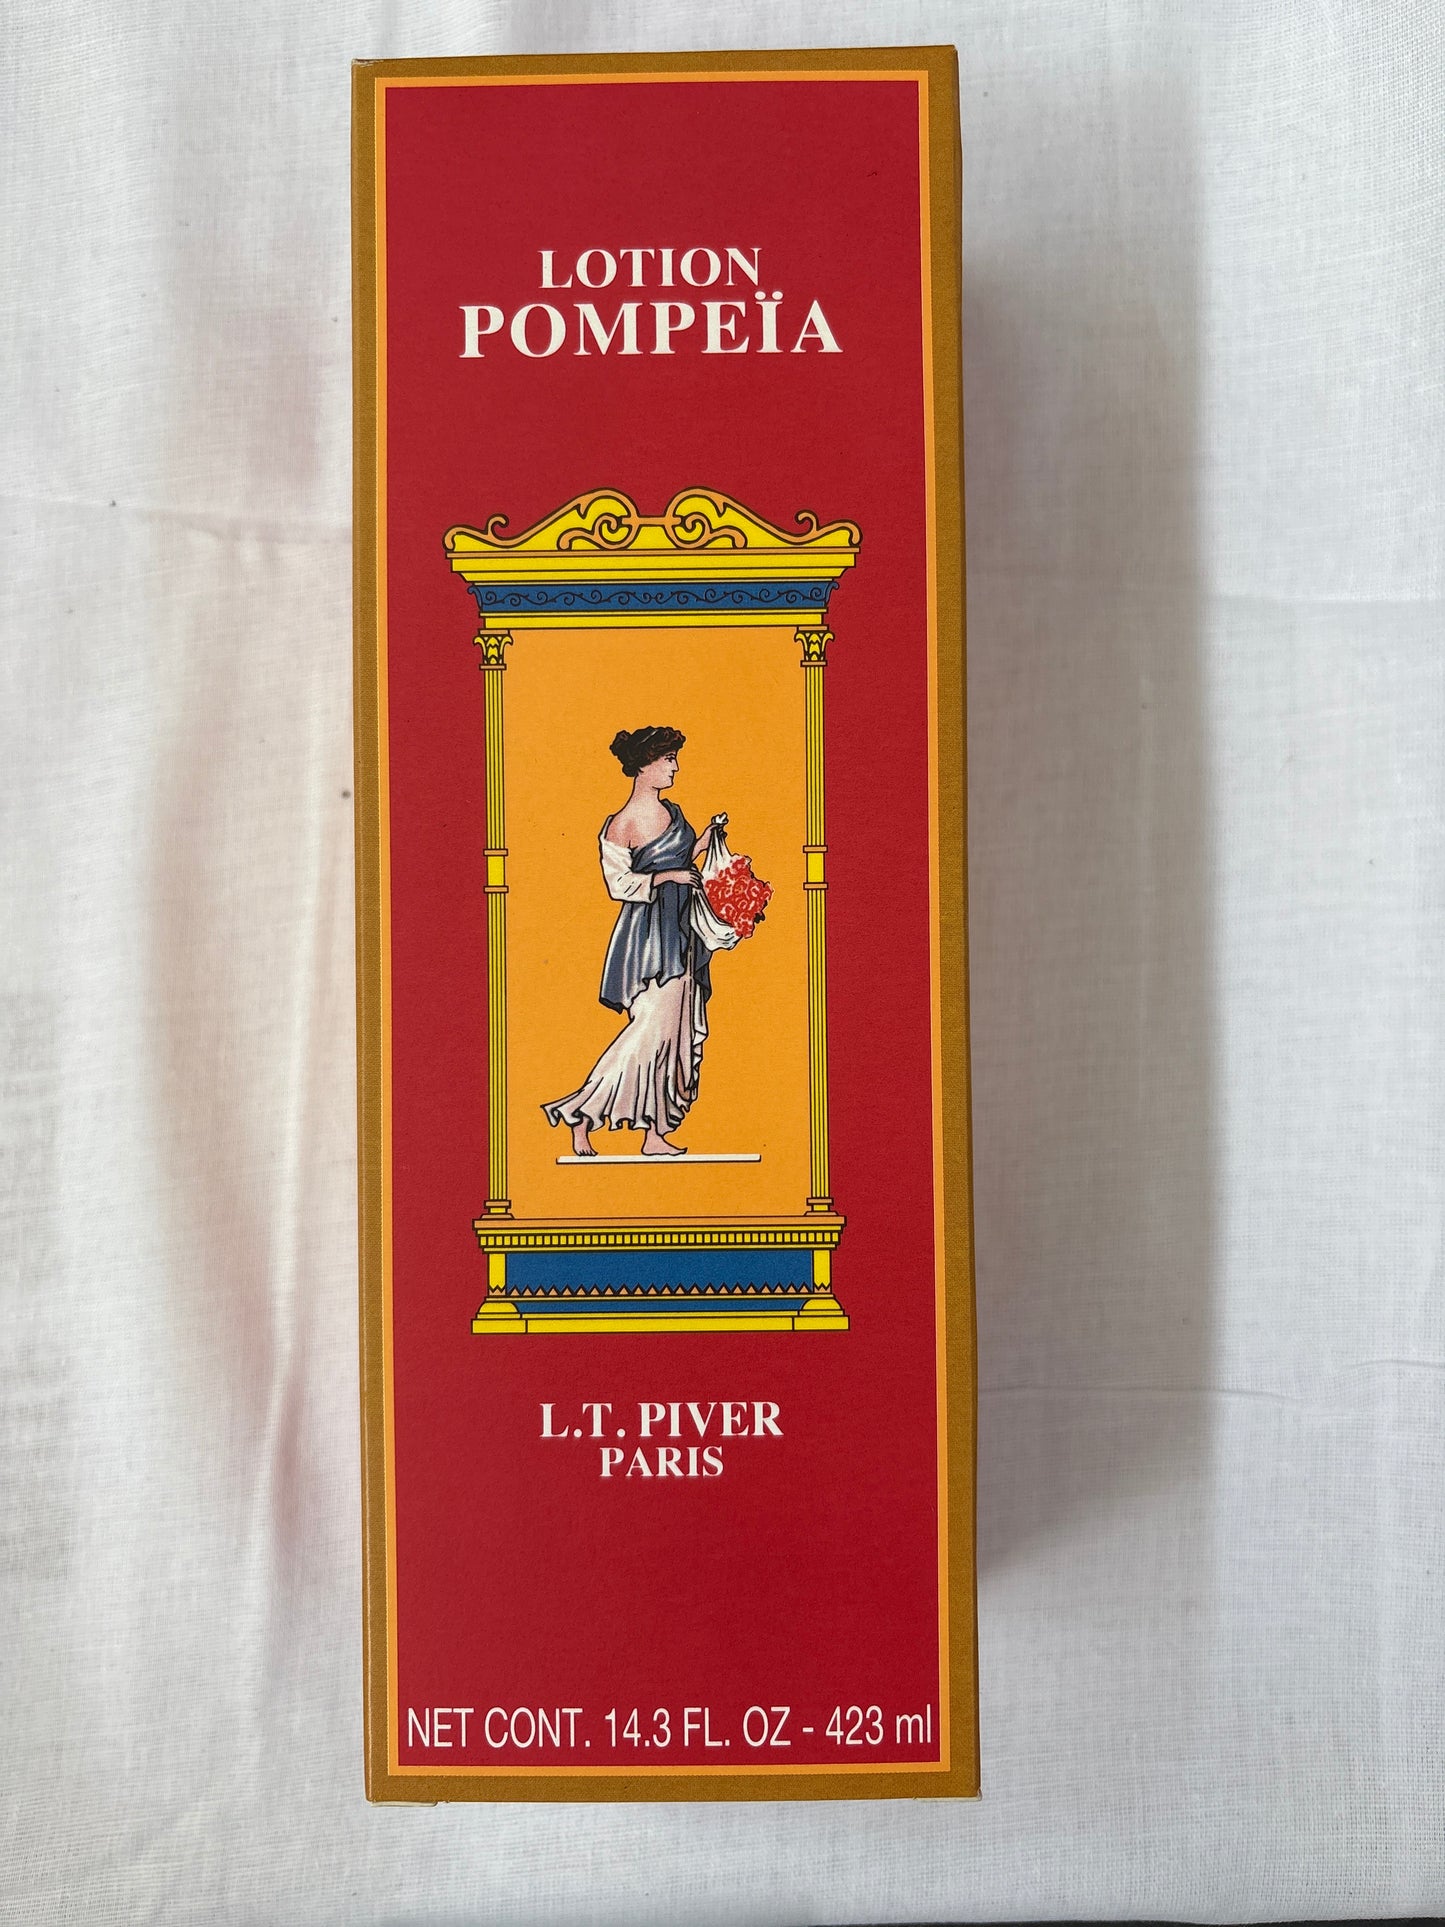 LOTION
POMPEÏA
L.T. PIVER
PARIS
NET CONT. 14.3 FL. OZ - 423 ml